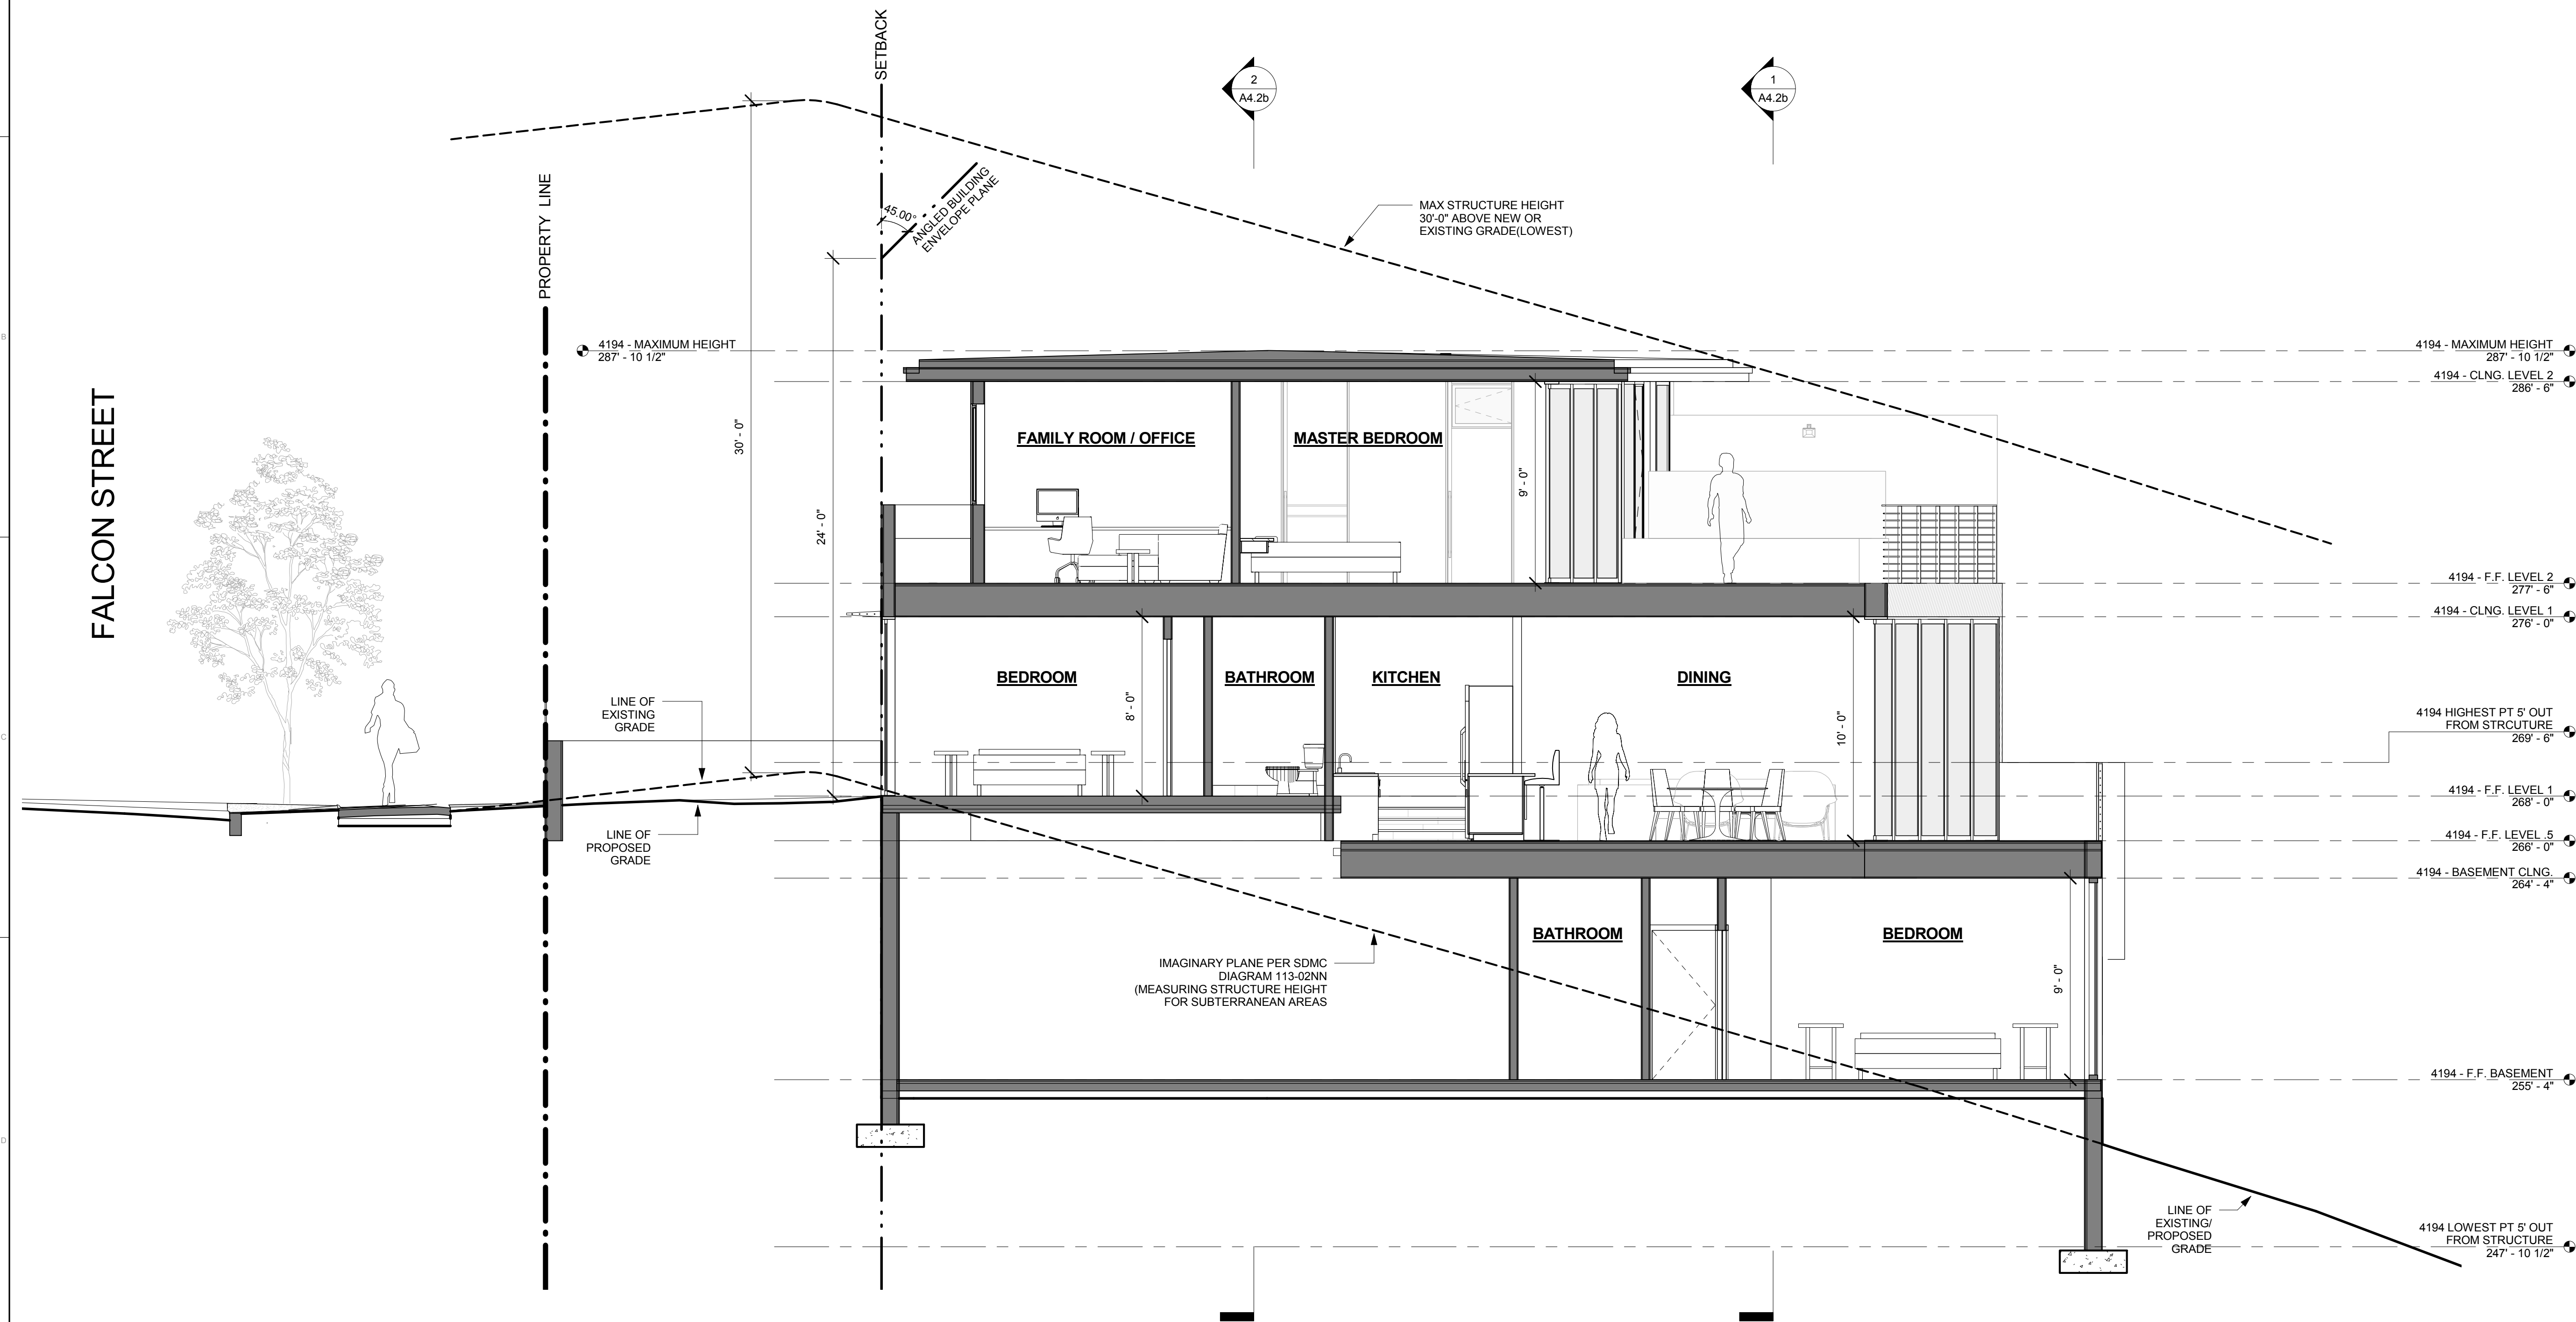 SETBACK
2
A4.2b
1
A4.2b
PROPERTY LINE
45.00°
ANGLED BUILDING
ENVELOPE PLANE
MAX STRUCTURE HEIGHT
30'-0" ABOVE NEW OR
EXISTING GRADE(LOWEST)
4194 - MAXIMUM HEIGHT
287' - 10 1/2"
4194 - MAXIMUM HEIGHT
287' - 10 1/2"
4194 - CLNG. LEVEL 2
286' - 6"
B
FALCON STREET
30' - 0"
24' - 0"
FAMILY ROOM / OFFICE
MASTER BEDROOM
9' - 0"
4194 - F.F. LEVEL 2
277' - 6"
4194 - CLNG. LEVEL 1
276' - 0"
BEDROOM
BATHROOM
KITCHEN
DINING
8' - 0"
10' - 0"
LINE OF
EXISTING
GRADE
C
4194 HIGHEST PT 5' OUT
FROM STRCUTURE
269' - 6"
4194 - F.F. LEVEL 1
268' - 0"
LINE OF
PROPOSED
GRADE
4194 - F.F. LEVEL .5
266' - 0"
4194 - BASEMENT CLNG.
264' - 4"
BATHROOM
BEDROOM
9' - 0"
IMAGINARY PLANE PER SDMC
DIAGRAM 113-02NN
(MEASURING STRUCTURE HEIGHT
FOR SUBTERRANEAN AREAS
4194 - F.F. BASEMENT
255' - 4"
D
LINE OF
EXISTING/
PROPOSED
GRADE
4194 LOWEST PT 5' OUT
FROM STRUCTURE
247' - 10 1/2"